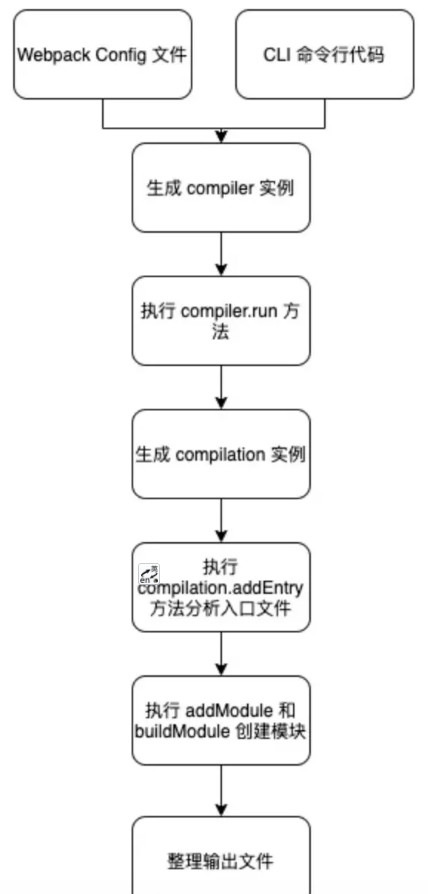 Webpack Config 文件
CLI 命令行代码
生成 compiler 实例
执行 compiler.run 方
法
生成 compilation 实例
执行
compilation.addEntry
方法分析入口文件
执行 addModule 和
buildModule 创建模块
整理输出文件